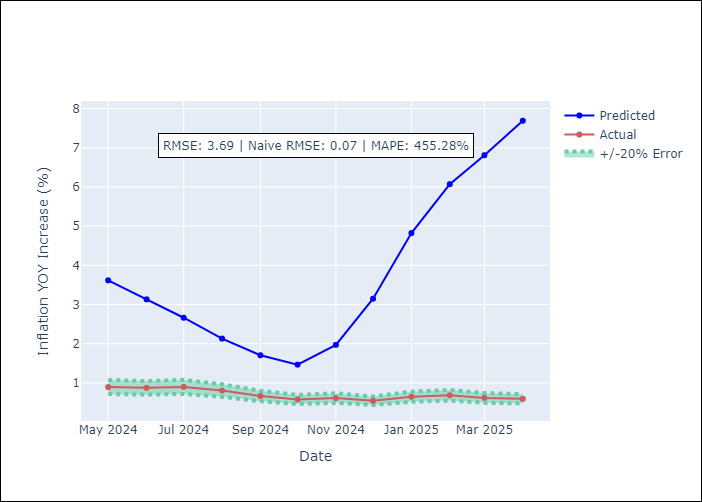 8
7
6
5
4
3
2
1
Inflation YOY Increase (%)
RMSE: 3.69 | Naive RMSE: 0.07 | MAPE: 455.28%
Predicted
Actual
+/-20% Error
May 2024 Jul 2024 Sep 2024 Nov 2024 Jan 2025 Mar 2025
Date